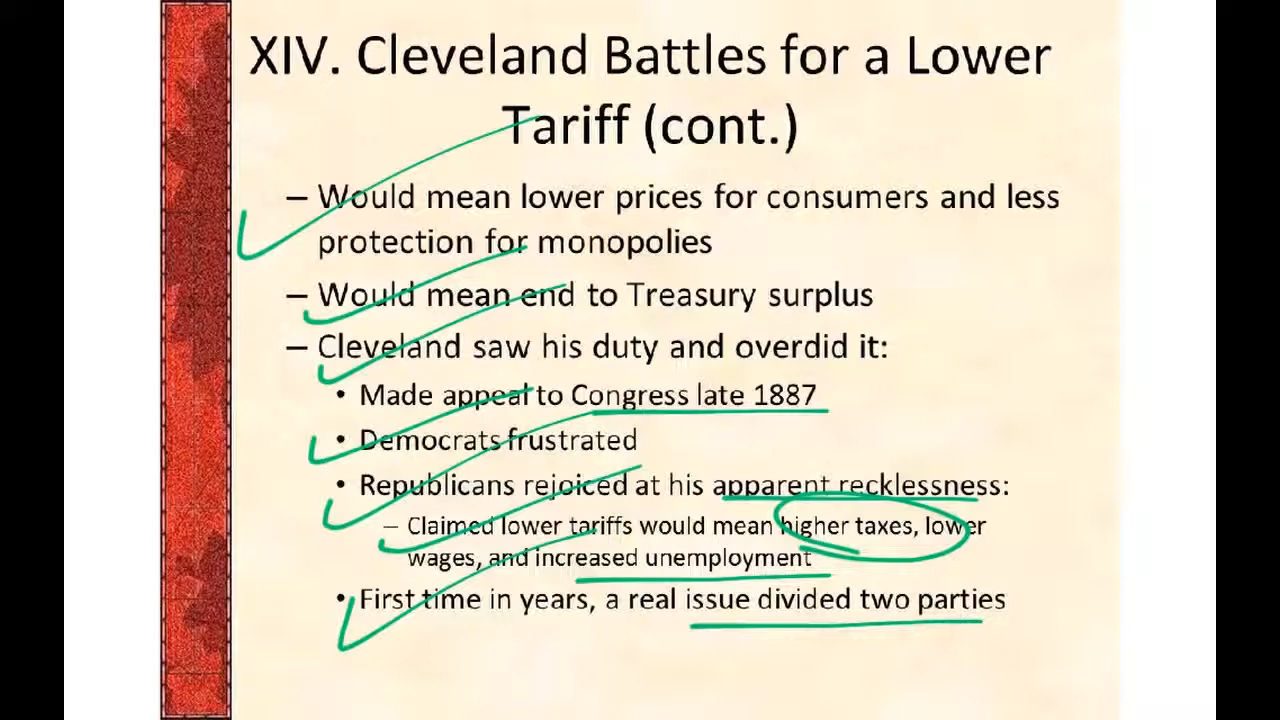 XIV. Cleveland Battles for a Lower
Tariff (cont.)
– Would mean lower prices for consumers and less
protection for monopolies
– Would mean end to Treasury surplus
– Cleveland saw his duty and overdid it:
• Made appeal to Congress late 1887
• Democrats frustrated
• Republicans rejoiced at his apparent recklessness:
– Claimed lower tariffs would mean higher taxes, lower
wages, and increased unemployment
• First time in years, a real issue divided two parties